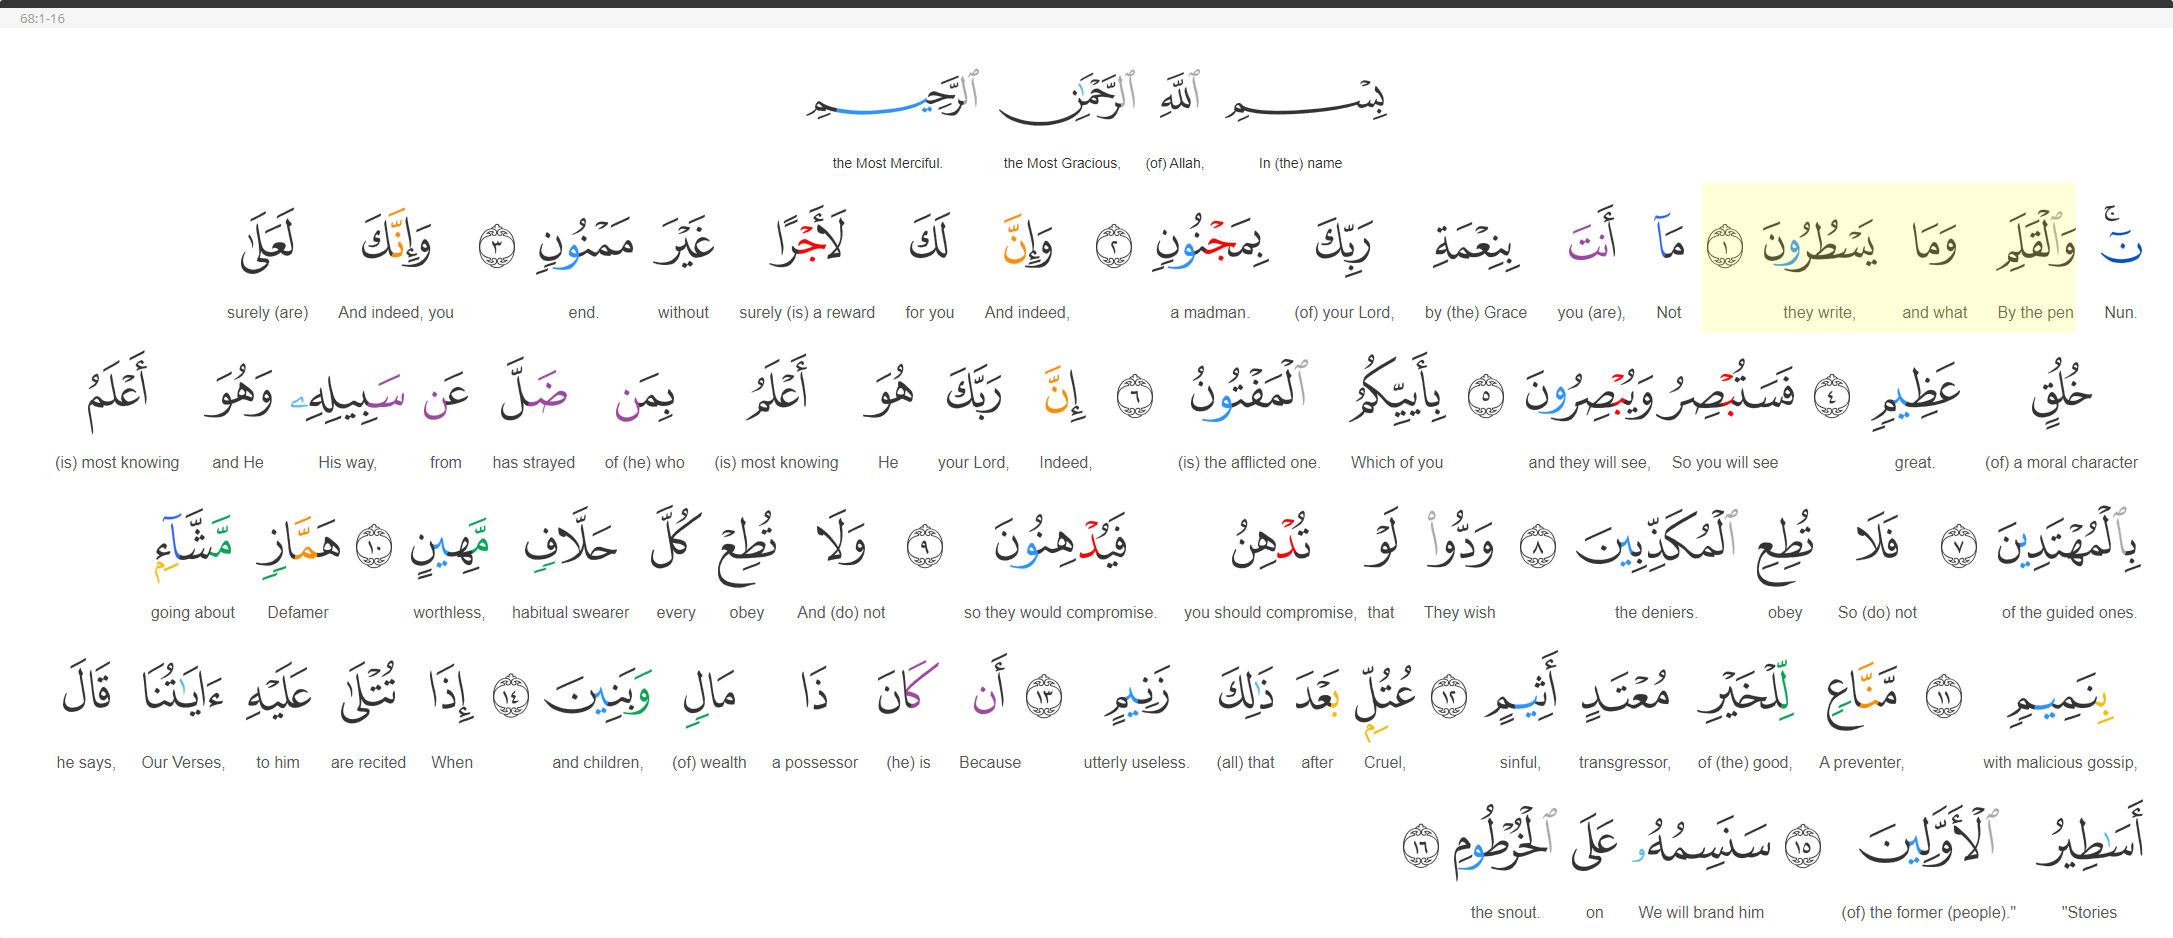 68:1-16
بِسْمِ ٱللَّهِ ٱلرَّحْمَٰنِ ٱلرَّحِيمِ
In (the) name (of) Allah, the Most Gracious, the Most Merciful.
نٓ ۚ وَٱلْقَلَمِ وَمَا يَسْطُرُونَ ١ مَآ أَنتَ بِنِعْمَةِ رَبِّكَ بِمَجْنُونٍ ٢ وَإِنَّ لَكَ لَأَجْرًا غَيْرَ مَمْنُونٍ ٣ وَإِنَّكَ لَعَلَىٰ
Nun. By the pen and what they write, Not you (are), by (the) Grace (of) your Lord, a madman. And indeed, for you surely (is) a reward without end. And indeed, you surely (are)
خُلُقٍ عَظِيمٍ ٤ فَسَتُبْصِرُ وَيُبْصِرُونَ ٥ بِأَييِّكُمُ ٱلْمَفْتُونُ ٦ إِنَّ رَبَّكَ هُوَ أَعْلَمُ بِمَن ضَلَّ عَن سَبِيلِهِۦ وَهُوَ أَعْلَمُ
(of) a moral character great. So you will see and they will see, Which of you (is) the afflicted one. Indeed, your Lord, He (is) most knowing of (he) who has strayed from His way, and He (is) most knowing
بِٱلْمُهْتَدِينَ ٧ فَلَا تُطِعِ ٱلْمُكَذِّبِينَ ٨ وَدُّوا۟ لَوْ تُدْهِنُ فَيُدْهِنُونَ ٩ وَلَا تُطِعْ كُلَّ حَلَّافٍ مَّهِينٍ ١٠ هَمَّازٍ مَّشَّآءٍۭ
of the guided ones. So (do) not obey the deniers. They wish that you should compromise, so they would compromise. And (do) not obey every habitual swearer worthless, Defamer going about
بِنَمِيمٍ ١١ مَّنَّاعٍ لِّلْخَيْرِ مُعْتَدٍ أَثِيمٍ ١٢ عُتُلٍّۭ بَعْدَ ذَٰلِكَ زَنِيمٍ ١٣ أَن كَانَ ذَا مَالٍ وَبَنِينَ ١٤ إِذَا تُتْلَىٰ عَلَيْهِ ءَايَٰتُنَا قَالَ
with malicious gossip, A preventer, of (the) good, transgressor, sinful, Cruel, after (all) that utterly useless. Because (he) is a possessor (of) wealth and children, When are recited to him Our Verses, he says,
أَسَٰطِيرُ ٱلْأَوَّلِينَ ١٥ سَنَسِمُهُۥ عَلَى ٱلْخُرْطُومِ ١٦
"Stories (of) the former (people)." We will brand him on the snout.